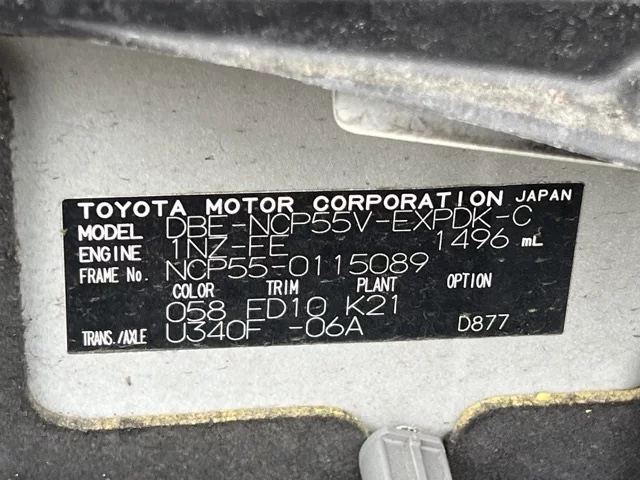 TOYOTA MOTOR CORPORATION JAPAN
MODEL DBE-NCP55V-EXPDK-C
ENGINE 1NZ-FE 1496 mL
FRAME No. NCP55-0115089
COLOR TRIM PLANT OPTION
058 FD10 K21
TRANS./AXLE U340F -06A D877